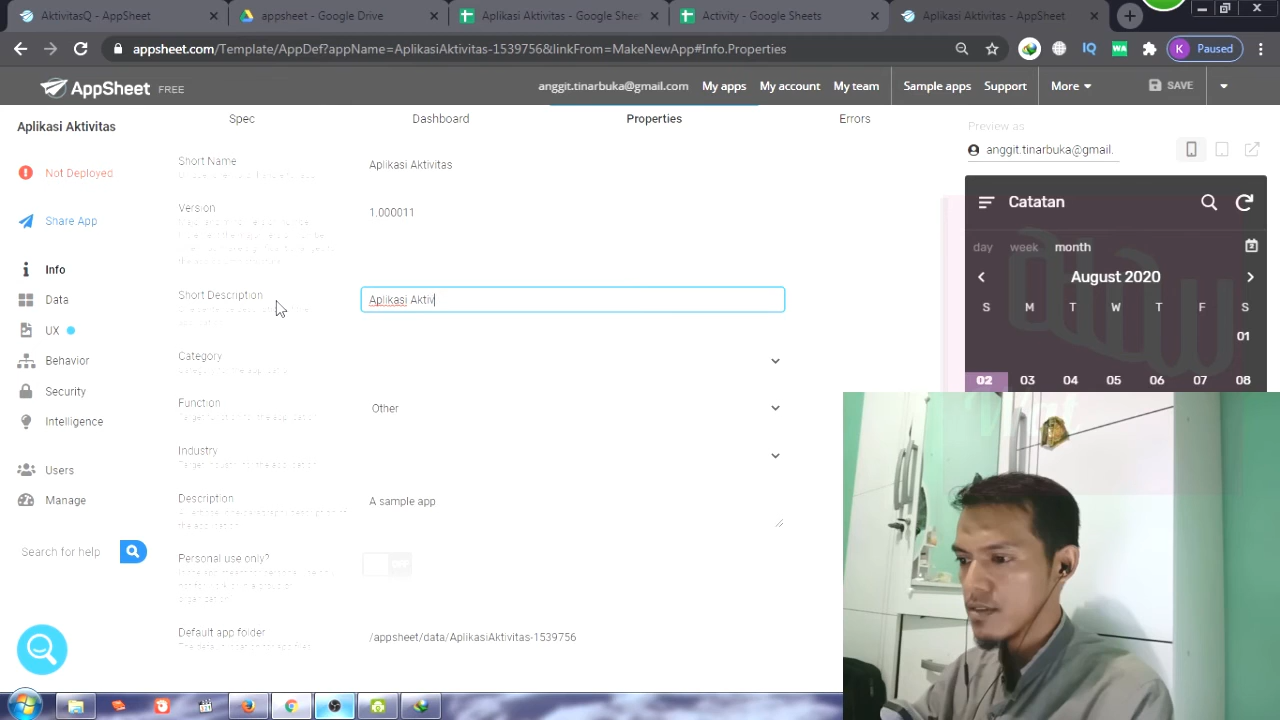 AktivitasQ - AppSheet
appsheet - Google Drive
Aplikasi Aktivitas - Google Shee
Activity - Google Sheets
Aplikasi Aktivitas - AppSheet
appsheet.com/Template/AppDef?appName=AplikasiAktivitas-1539756&linkFrom=MakeNewApp#Info.Properties
IQ
WA
K Paused
AppSheet FREE
anggit.tinarbuka@gmail.com My apps My account My team Sample apps Support More SAVE
Aplikasi Aktivitas
Spec Dashboard Properties Errors
Preview as
anggit.tinarbuka@gmail.
Not Deployed
Share App
Info
Data
UX
Behavior
Security
Intelligence
Users
Manage
Search for help
Short Name
Aplikasi Aktivitas
Version
1.000011
Short Description
Aplikasi Aktiv
Category
Function
Other
Industry
Description
A sample app
Personal use only?
OFF
Default app folder
/appsheet/data/AplikasiAktivitas-1539756
Catatan
day week month
August 2020
S M T W T F S
01
02 03 04 05 06 07 08